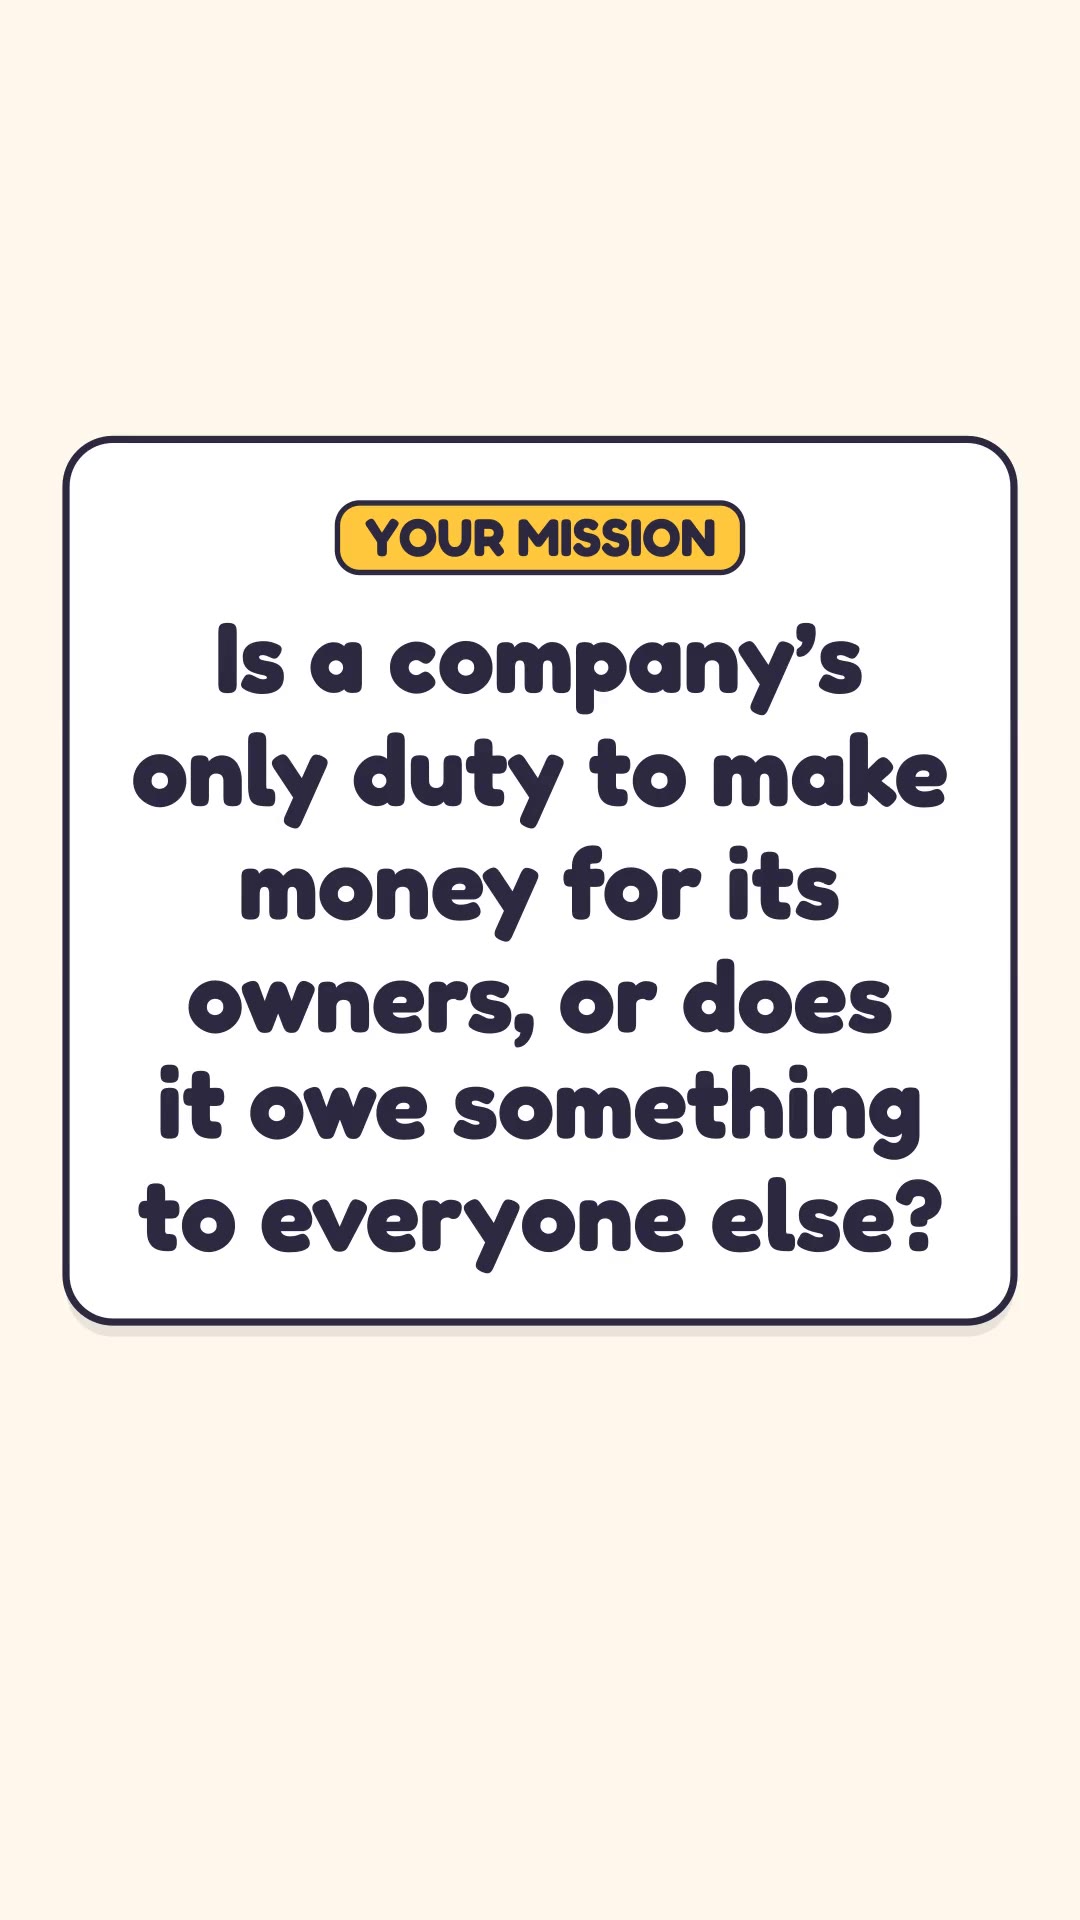 YOUR MISSION
Is a company’s
only duty to make
money for its
owners, or does
it owe something
to everyone else?